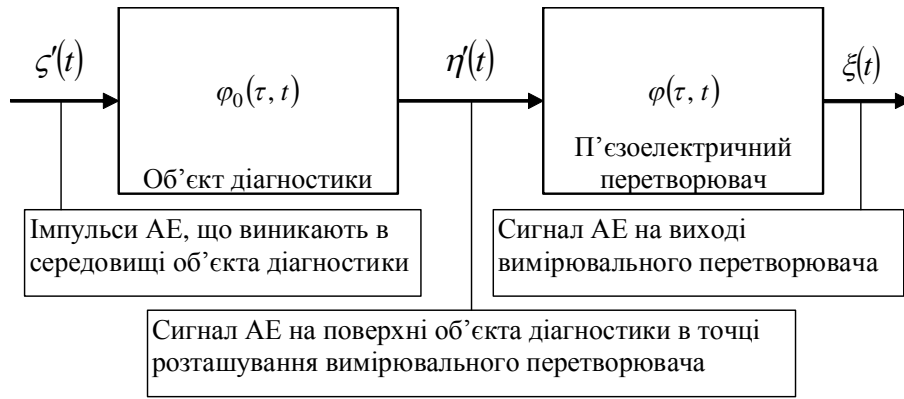 ς′(t)
η′(t)
ξ(t)
φ₀(τ, t)
φ(τ, t)
Об’єкт діагностики
П’єзоелектричний
перетворювач
Імпульси АЕ, що виникають в
середовищі об’єкта діагностики
Сигнал АЕ на виході
вимірювального перетворювача
Сигнал АЕ на поверхні об’єкта діагностики в точці
розташування вимірювального перетворювача